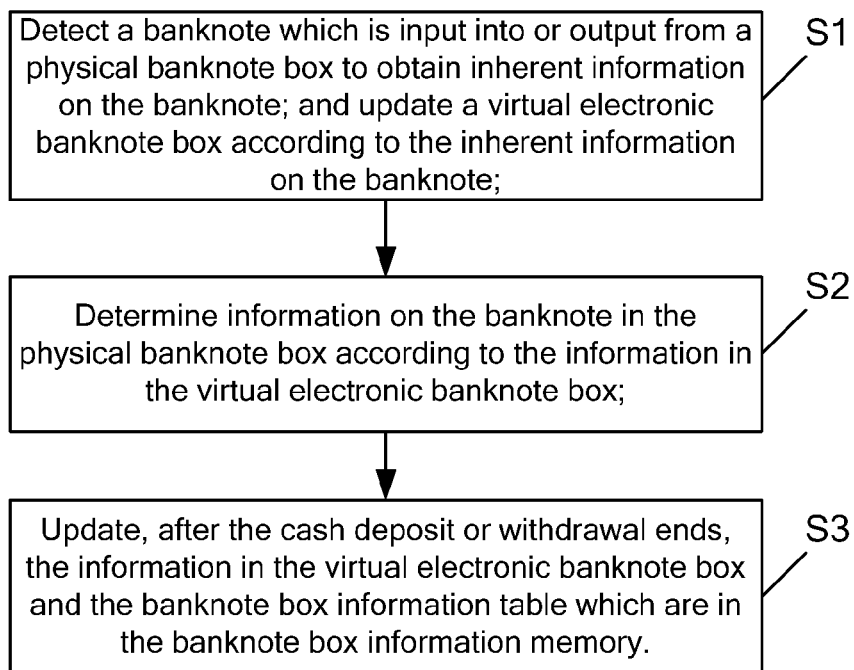 Detect a banknote which is input into or output from a
physical banknote box to obtain inherent information
on the banknote; and update a virtual electronic
banknote box according to the inherent information
on the banknote;
S1
Determine information on the banknote in the
physical banknote box according to the information in
the virtual electronic banknote box;
S2
Update, after the cash deposit or withdrawal ends,
the information in the virtual electronic banknote box
and the banknote box information table which are in
the banknote box information memory.
S3